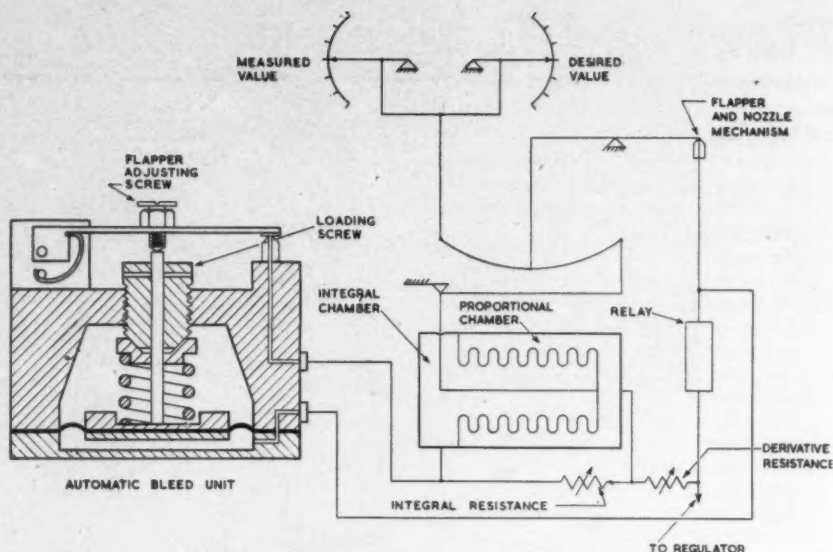 MEASURED
VALUE
DESIRED
VALUE
FLAPPER
AND NOZZLE
MECHANISM
FLAPPER
ADJUSTING
SCREW
LOADING
SCREW
INTEGRAL
CHAMBER
PROPORTIONAL
CHAMBER
RELAY
AUTOMATIC BLEED UNIT
INTEGRAL RESISTANCE
DERIVATIVE
RESISTANCE
TO REGULATOR